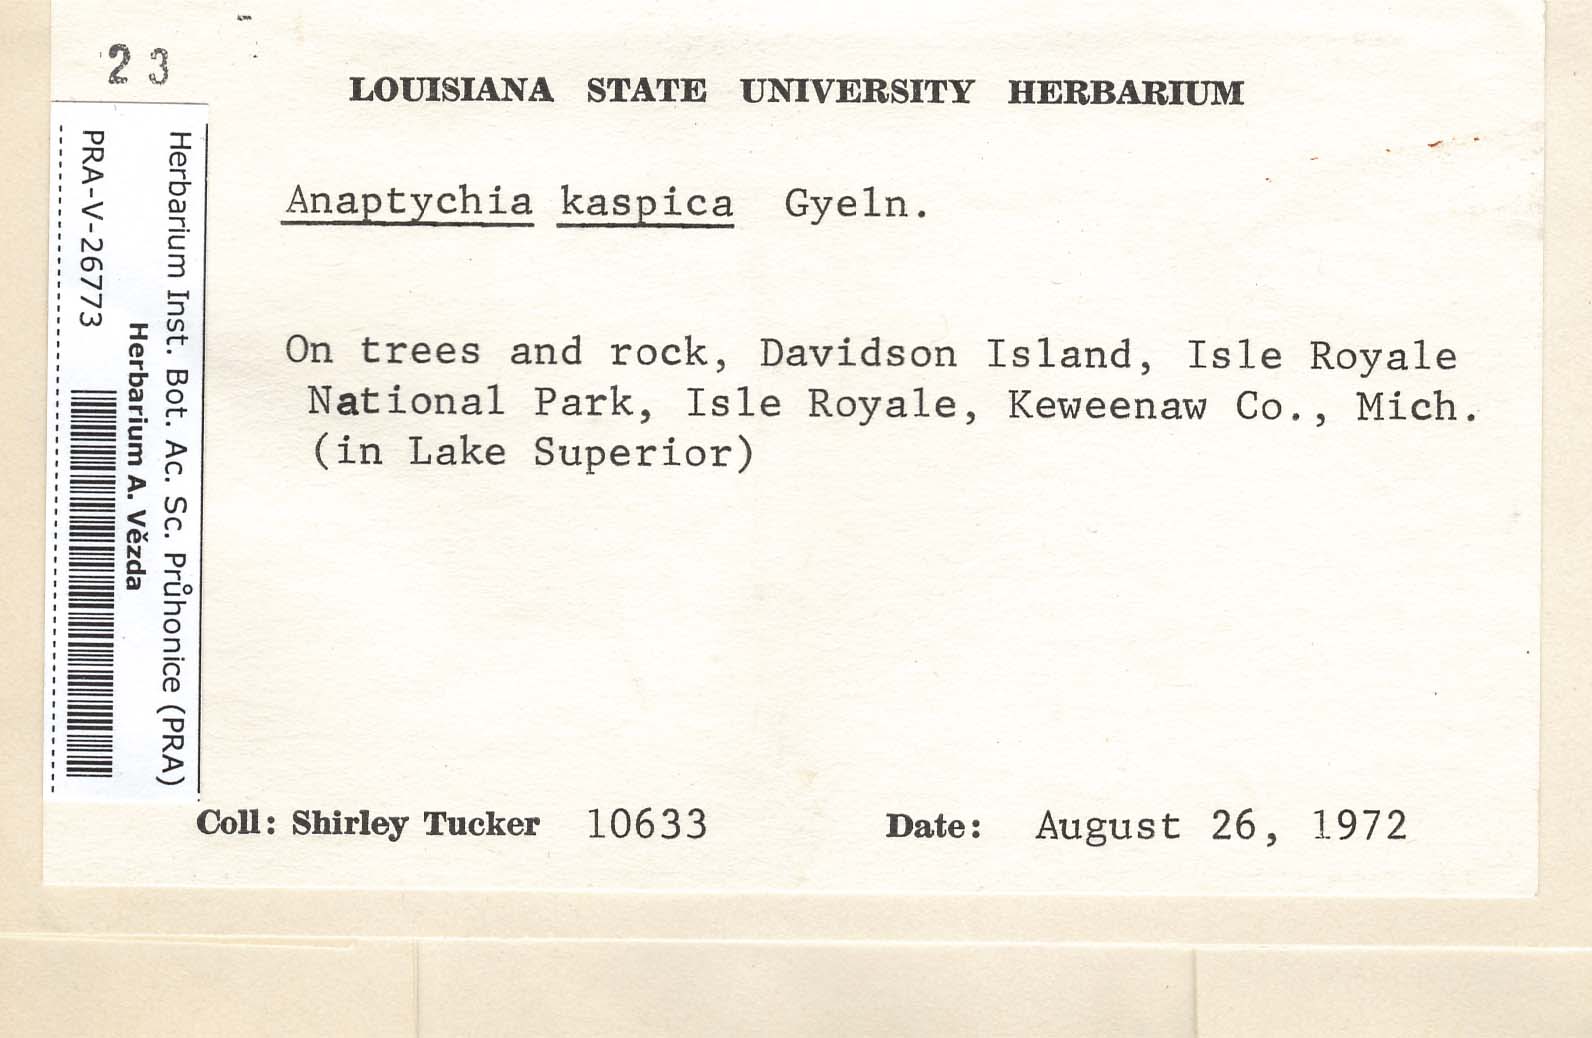 23
LOUISIANA STATE UNIVERSITY HERBARIUM
Anaptychia kaspica Gyeln.
On trees and rock, Davidson Island, Isle Royale
National Park, Isle Royale, Keweenaw Co., Mich.
(in Lake Superior)
Coll: Shirley Tucker 10633 Date: August 26, 1972
Herbarium Inst. Bot. Ac. Sc. Průhonice (PRA)
Herbarium A. Vězda
PRA-V-26773